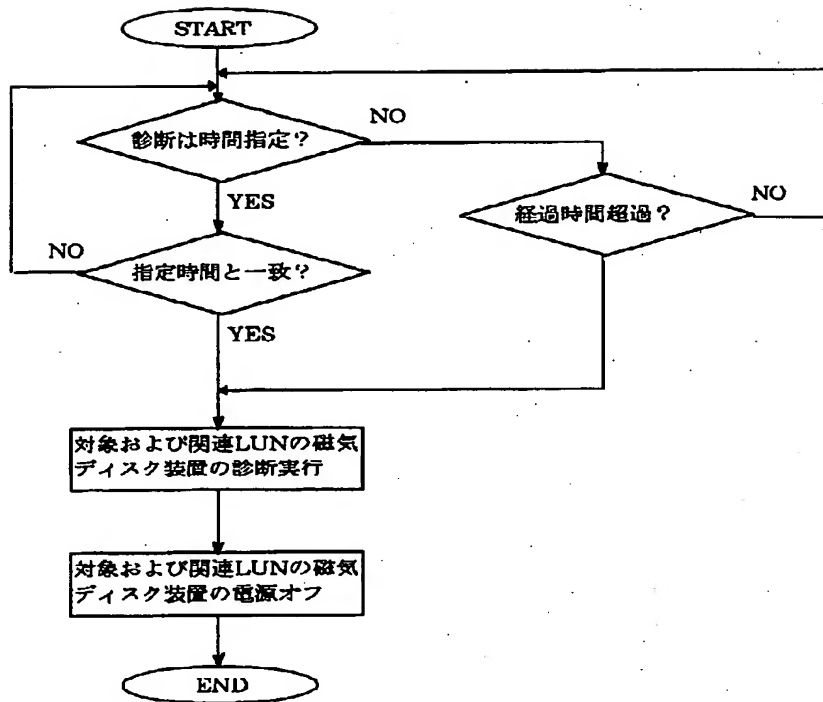 START
診断は時間指定？
NO
YES
経過時間超過？
NO
NO
指定時間と一致？
YES
対象および関連LUNの磁気
ディスク装置の診断実行
対象および関連LUNの磁気
ディスク装置の電源オフ
END